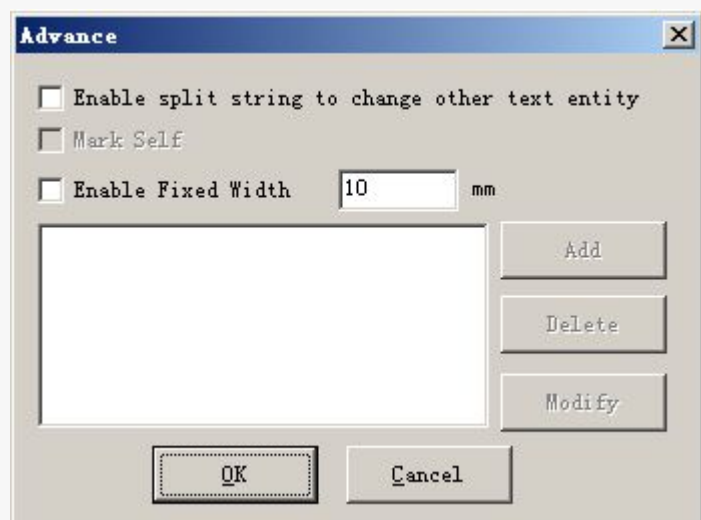 Advance
Enable split string to change other text entity
Mark Self
Enable Fixed Width 10 mm
Add
Delete
Modify
OK Cancel